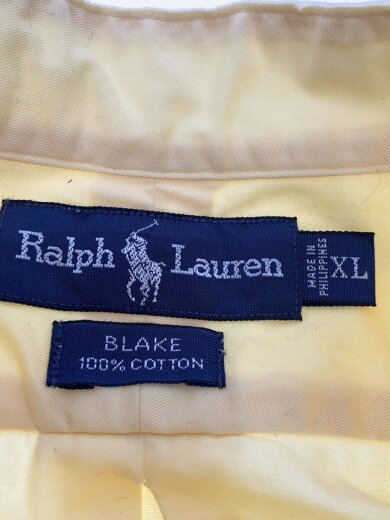 Ralph Lauren
MADE IN
PHILIPPINES
XL
BLAKE
100% COTTON